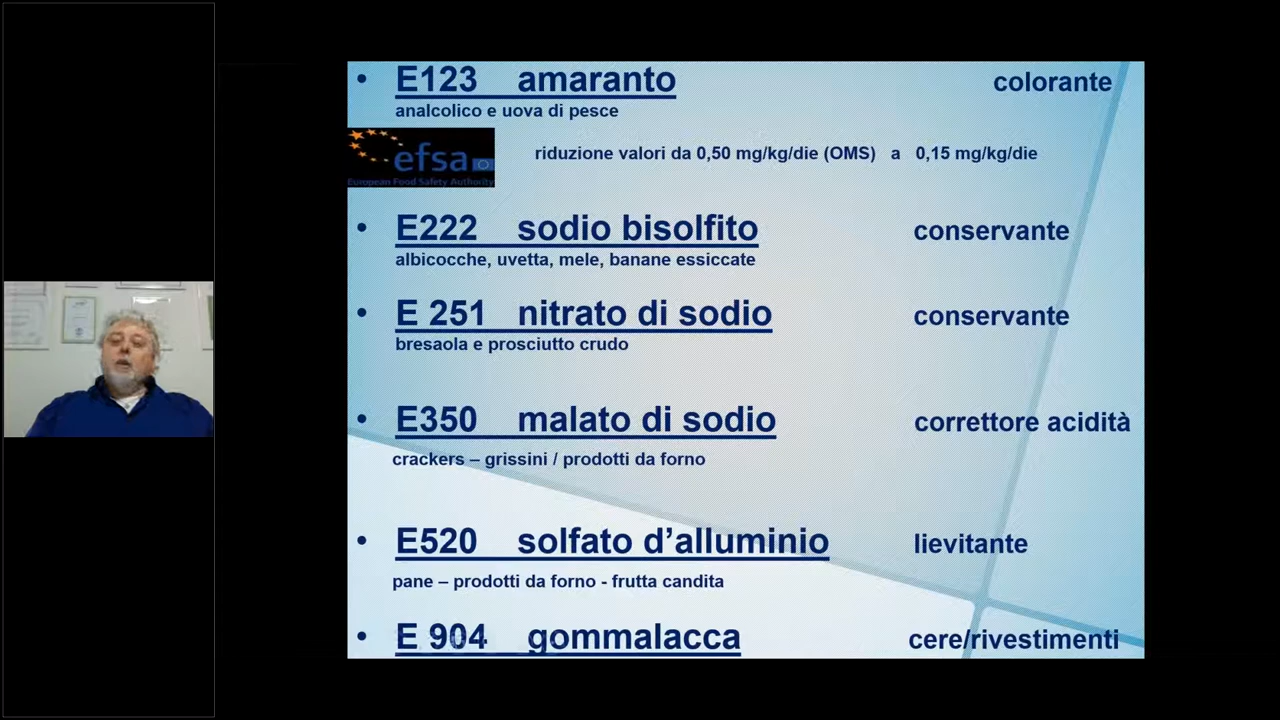 • E123 amaranto colorante
analcolico e uova di pesce
efsa
European Food Safety Authority
riduzione valori da 0,50 mg/kg/die (OMS) a 0,15 mg/kg/die
• E222 sodio bisolfito conservante
albicocche, uvetta, mele, banane essiccate
• E 251 nitrato di sodio conservante
bresaola e prosciutto crudo
• E350 malato di sodio correttore acidità
crackers – grissini / prodotti da forno
• E520 solfato d’alluminio lievitante
pane – prodotti da forno - frutta candita
• E 904 gommalacca cere/rivestimenti